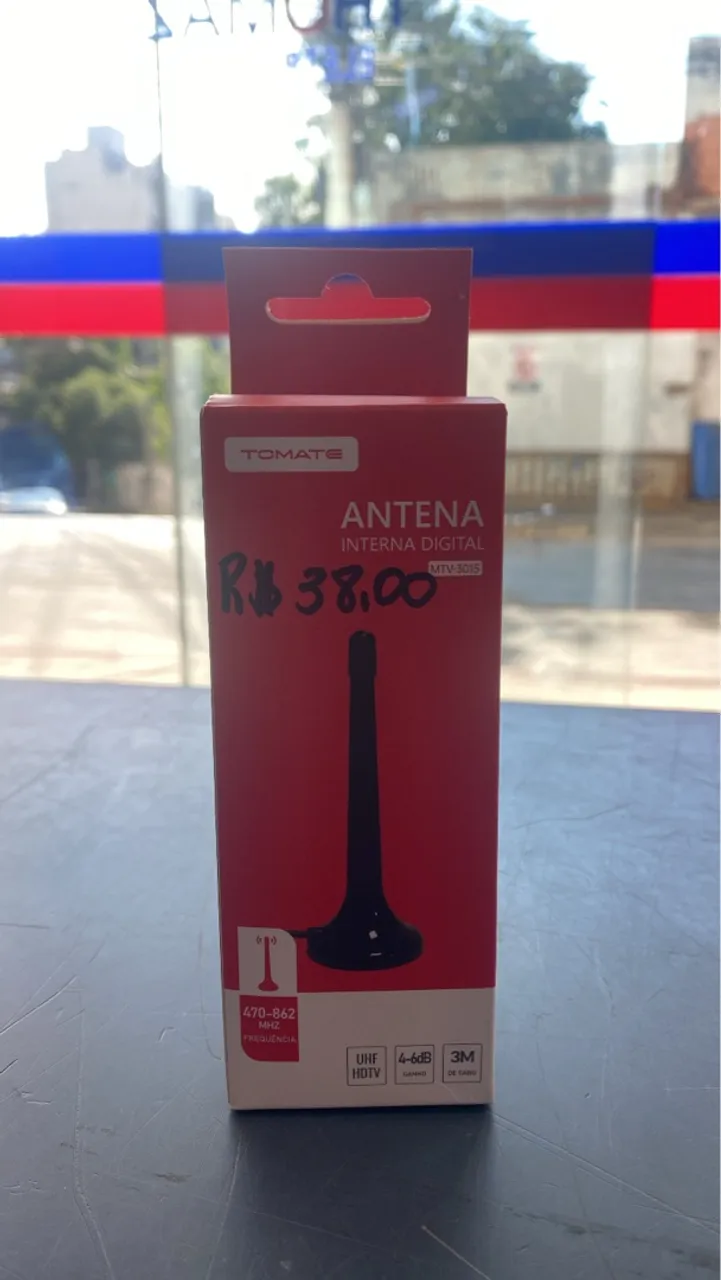 TOMATE
ANTENA
INTERNA DIGITAL
MTV-3015
R$ 38,00
470-862
MHZ
FREQUÊNCIA
UHF
HDTV
4-6dB
GANHO
3M
DE CABO